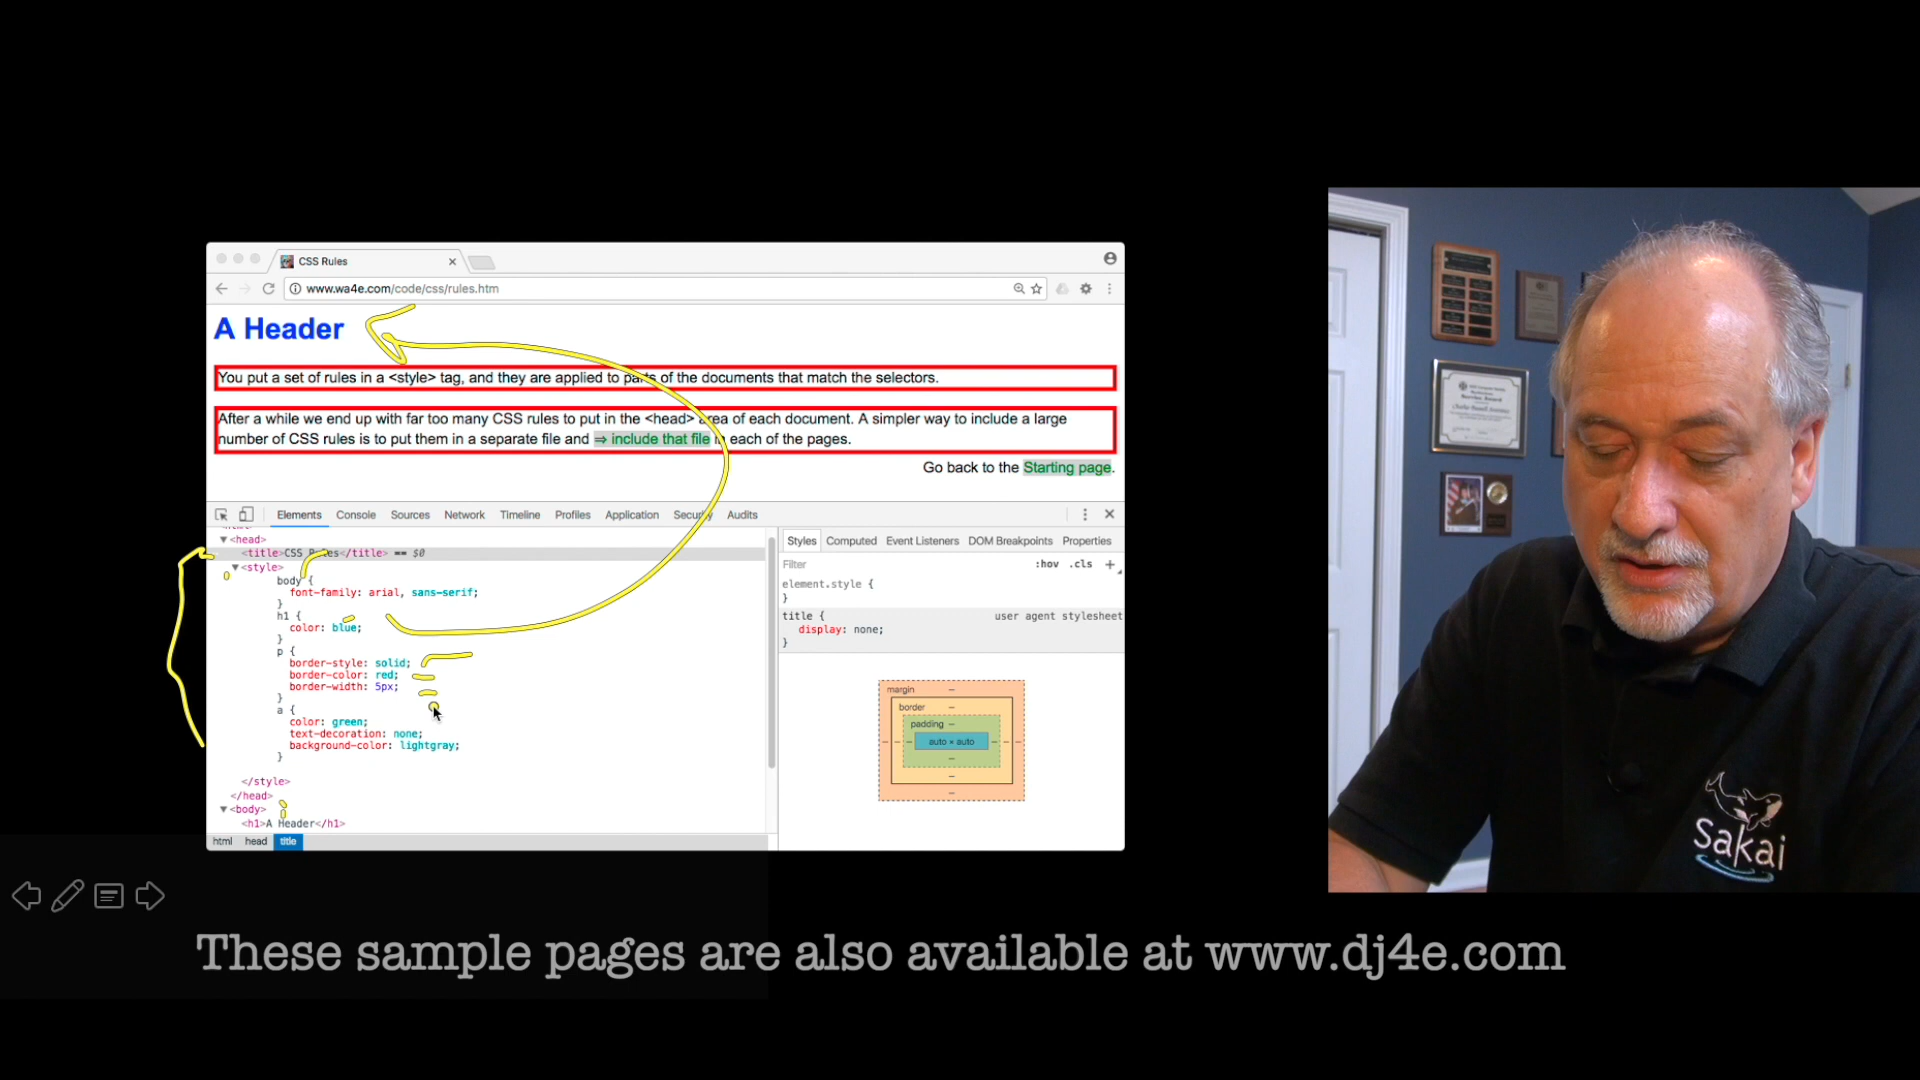 CSS Rules
www.wa4e.com/code/css/rules.htm
A Header
You put a set of rules in a <style> tag, and they are applied to parts of the documents that match the selectors.
After a while we end up with far too many CSS rules to put in the <head> area of each document. A simpler way to include a large
number of CSS rules is to put them in a separate file and ⇒ include that file in each of the pages.
Go back to the Starting page.
Elements Console Sources Network Timeline Profiles Application Security Audits
<head>
<title>CSS Rules</title> == $0
<style>
body {
font-family: arial, sans-serif;
}
h1 {
color: blue;
}
p {
border-style: solid;
border-color: red;
border-width: 5px;
}
a {
color: green;
text-decoration: none;
background-color: lightgray;
}
</style>
</head>
<body>
<h1>A Header</h1>
html head title
Styles Computed Event Listeners DOM Breakpoints Properties
Filter :hov .cls +
element.style {
}
title { user agent stylesheet
display: none;
}
margin –
border –
padding –
auto × auto
sakai
These sample pages are also available at www.dj4e.com